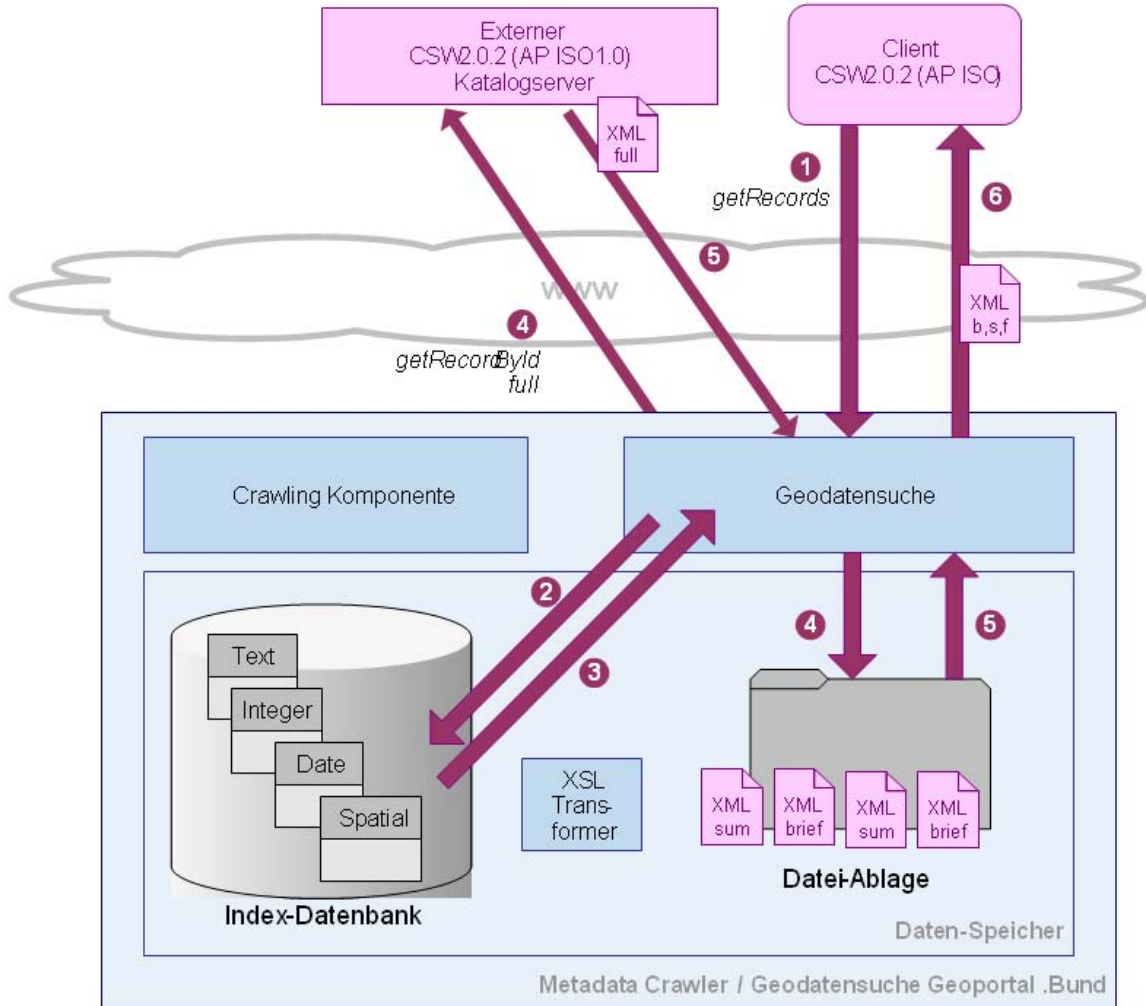 Externer
CSW2.0.2 (AP ISO1.0)
Katalogserver
Client
CSW2.0.2 (AP ISO)
XML
full
1
getRecords
6
5
www
XML
b,s,f
4
getRecordById
full
Crawling Komponente
Geodatensuche
2
3
4
5
Text
Integer
Date
Spatial
XSL
Trans-
former
XML
sum
XML
brief
XML
sum
XML
brief
Index-Datenbank
Datei-Ablage
Daten-Speicher
Metadata Crawler / Geodatensuche Geoportal .Bund